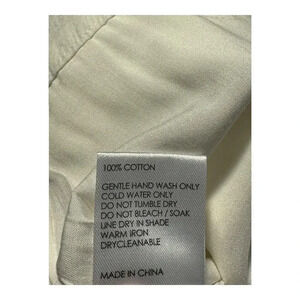 100% COTTON
GENTLE HAND WASH ONLY
COLD WATER ONLY
DO NOT TUMBLE DRY
DO NOT BLEACH / SOAK
LINE DRY IN SHADE
WARM IRON
DRYCLEANABLE
MADE IN CHINA